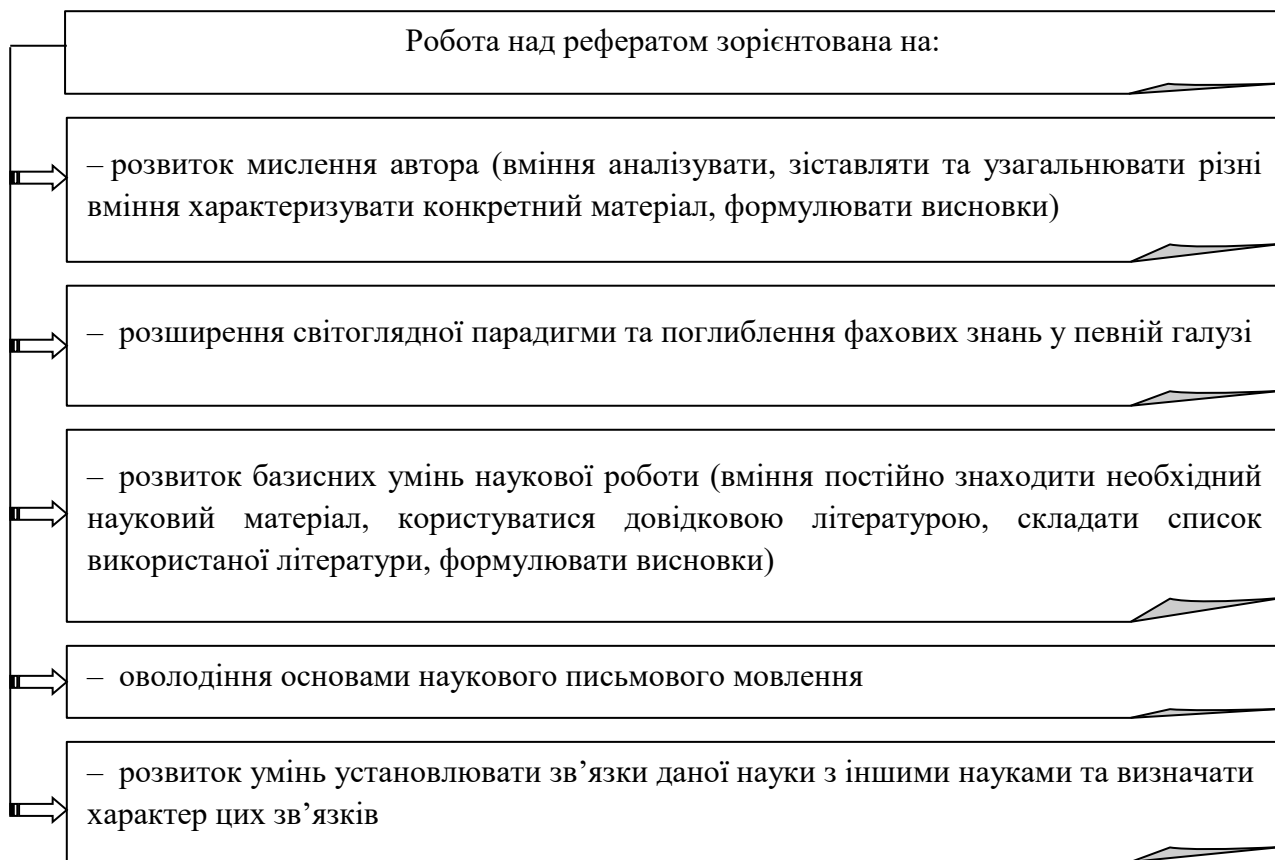 Робота над рефератом зорієнтована на:
– розвиток мислення автора (вміння аналізувати, зіставляти та узагальнювати різні
вміння характеризувати конкретний матеріал, формулювати висновки)
– розширення світоглядної парадигми та поглиблення фахових знань у певній галузі
– розвиток базисних умінь наукової роботи (вміння постійно знаходити необхідний
науковий матеріал, користуватися довідковою літературою, складати список
використаної літератури, формулювати висновки)
– оволодіння основами наукового письмового мовлення
– розвиток умінь установлювати зв’язки даної науки з іншими науками та визначати
характер цих зв’язків